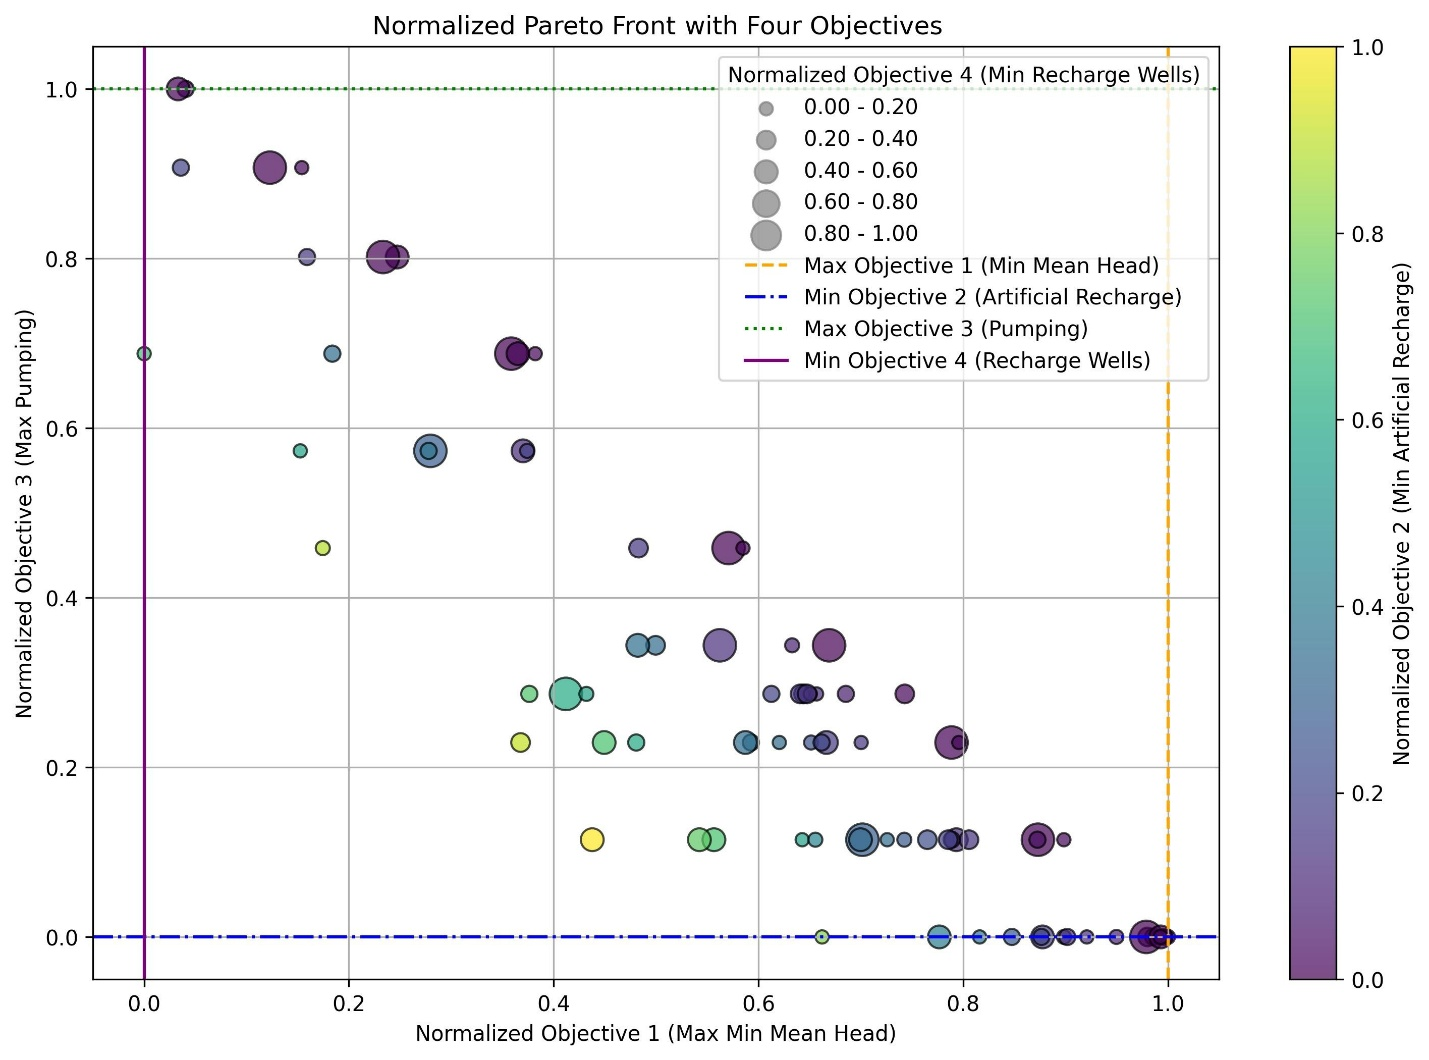 Normalized Pareto Front with Four Objectives
Normalized Objective 3 (Max Pumping)
1.0
0.8
0.6
0.4
0.2
0.0
Normalized Objective 4 (Min Recharge Wells)
0.00 - 0.20
0.20 - 0.40
0.40 - 0.60
0.60 - 0.80
0.80 - 1.00
Max Objective 1 (Min Mean Head)
Min Objective 2 (Artificial Recharge)
Max Objective 3 (Pumping)
Min Objective 4 (Recharge Wells)
0.0 0.2 0.4 0.6 0.8 1.0
Normalized Objective 1 (Max Min Mean Head)
1.0
0.8
0.6
0.4
0.2
0.0
Normalized Objective 2 (Min Artificial Recharge)